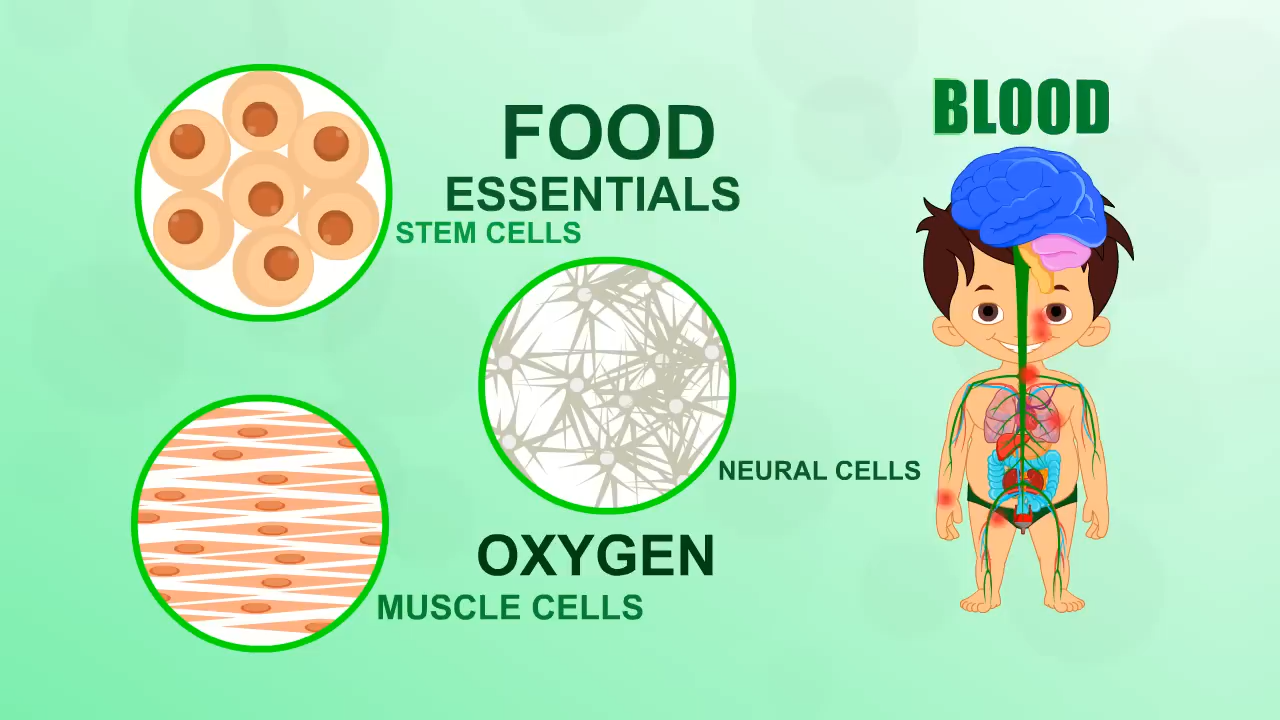 FOOD
ESSENTIALS
STEM CELLS
BLOOD
NEURAL CELLS
OXYGEN
MUSCLE CELLS